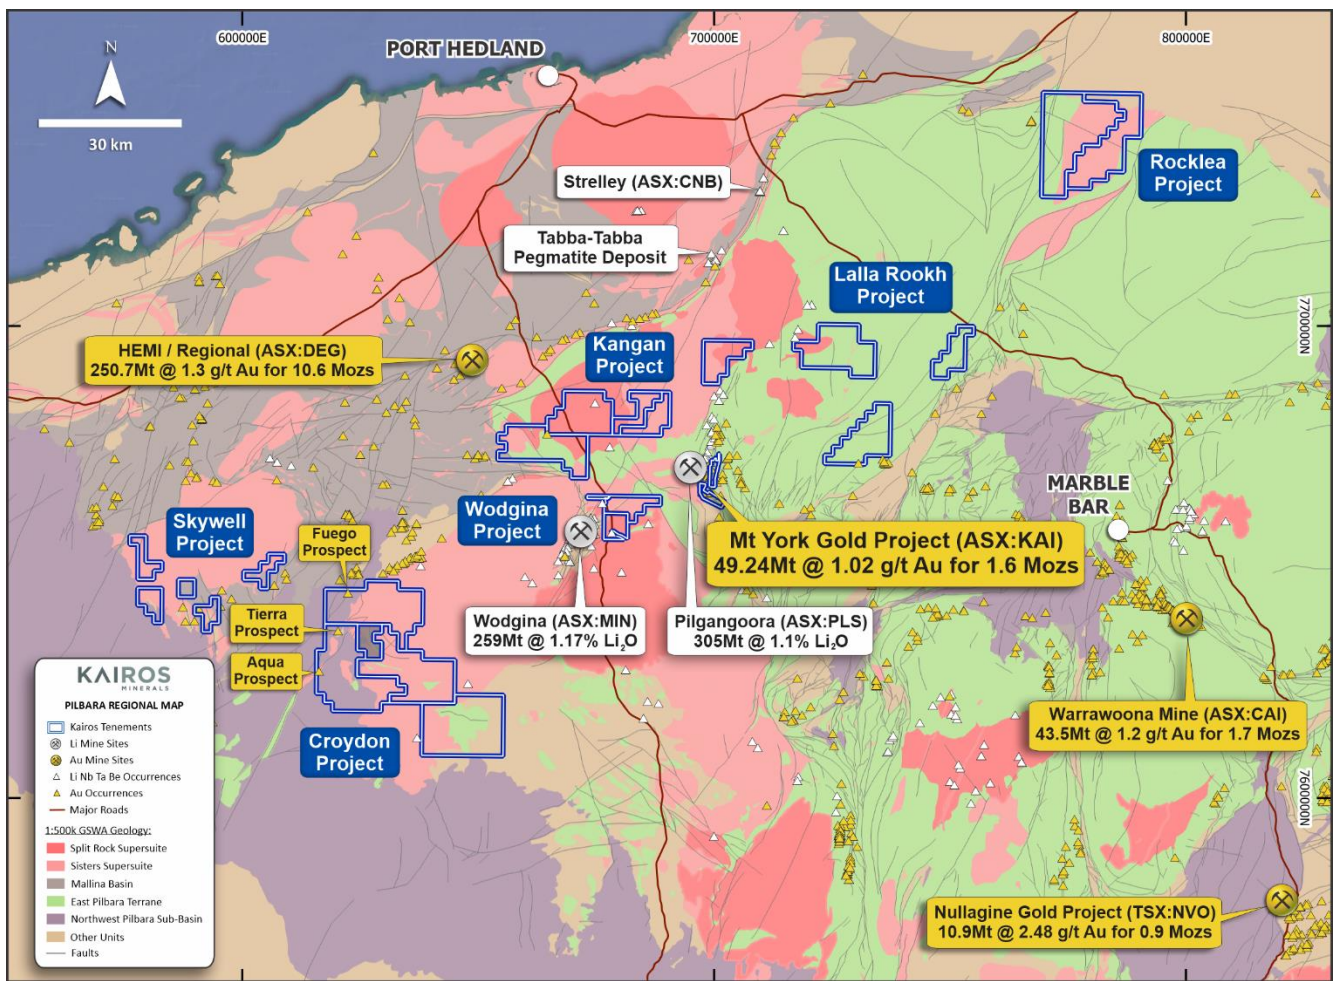 600000E
700000E
800000E
PORT HEDLAND
N
30 km
Rocklea
Project
Strelley (ASX:CNB)
Tabba-Tabba
Pegmatite Deposit
Lalla Rookh
Project
7700000N
HEMI / Regional (ASX:DEG)
250.7Mt @ 1.3 g/t Au for 10.6 Mozs
Kangan
Project
MARBLE
BAR
Skywell
Project
Fuego
Prospect
Wodgina
Project
Mt York Gold Project (ASX:KAI)
49.24Mt @ 1.02 g/t Au for 1.6 Mozs
Tierra
Prospect
Wodgina (ASX:MIN)
259Mt @ 1.17% Li₂O
Pilgangoora (ASX:PLS)
305Mt @ 1.1% Li₂O
Aqua
Prospect
Croydon
Project
Warrawoona Mine (ASX:CAI)
43.5Mt @ 1.2 g/t Au for 1.7 Mozs
7600000N
Nullagine Gold Project (TSX:NVO)
10.9Mt @ 2.48 g/t Au for 0.9 Mozs
KAIROS
MINERALS
PILBARA REGIONAL MAP
Kairos Tenements
Li Mine Sites
Au Mine Sites
Li Nb Ta Be Occurrences
Au Occurrences
Major Roads
1:500k GSWA Geology:
Split Rock Supersuite
Sisters Supersuite
Mallina Basin
East Pilbara Terrane
Northwest Pilbara Sub-Basin
Other Units
Faults